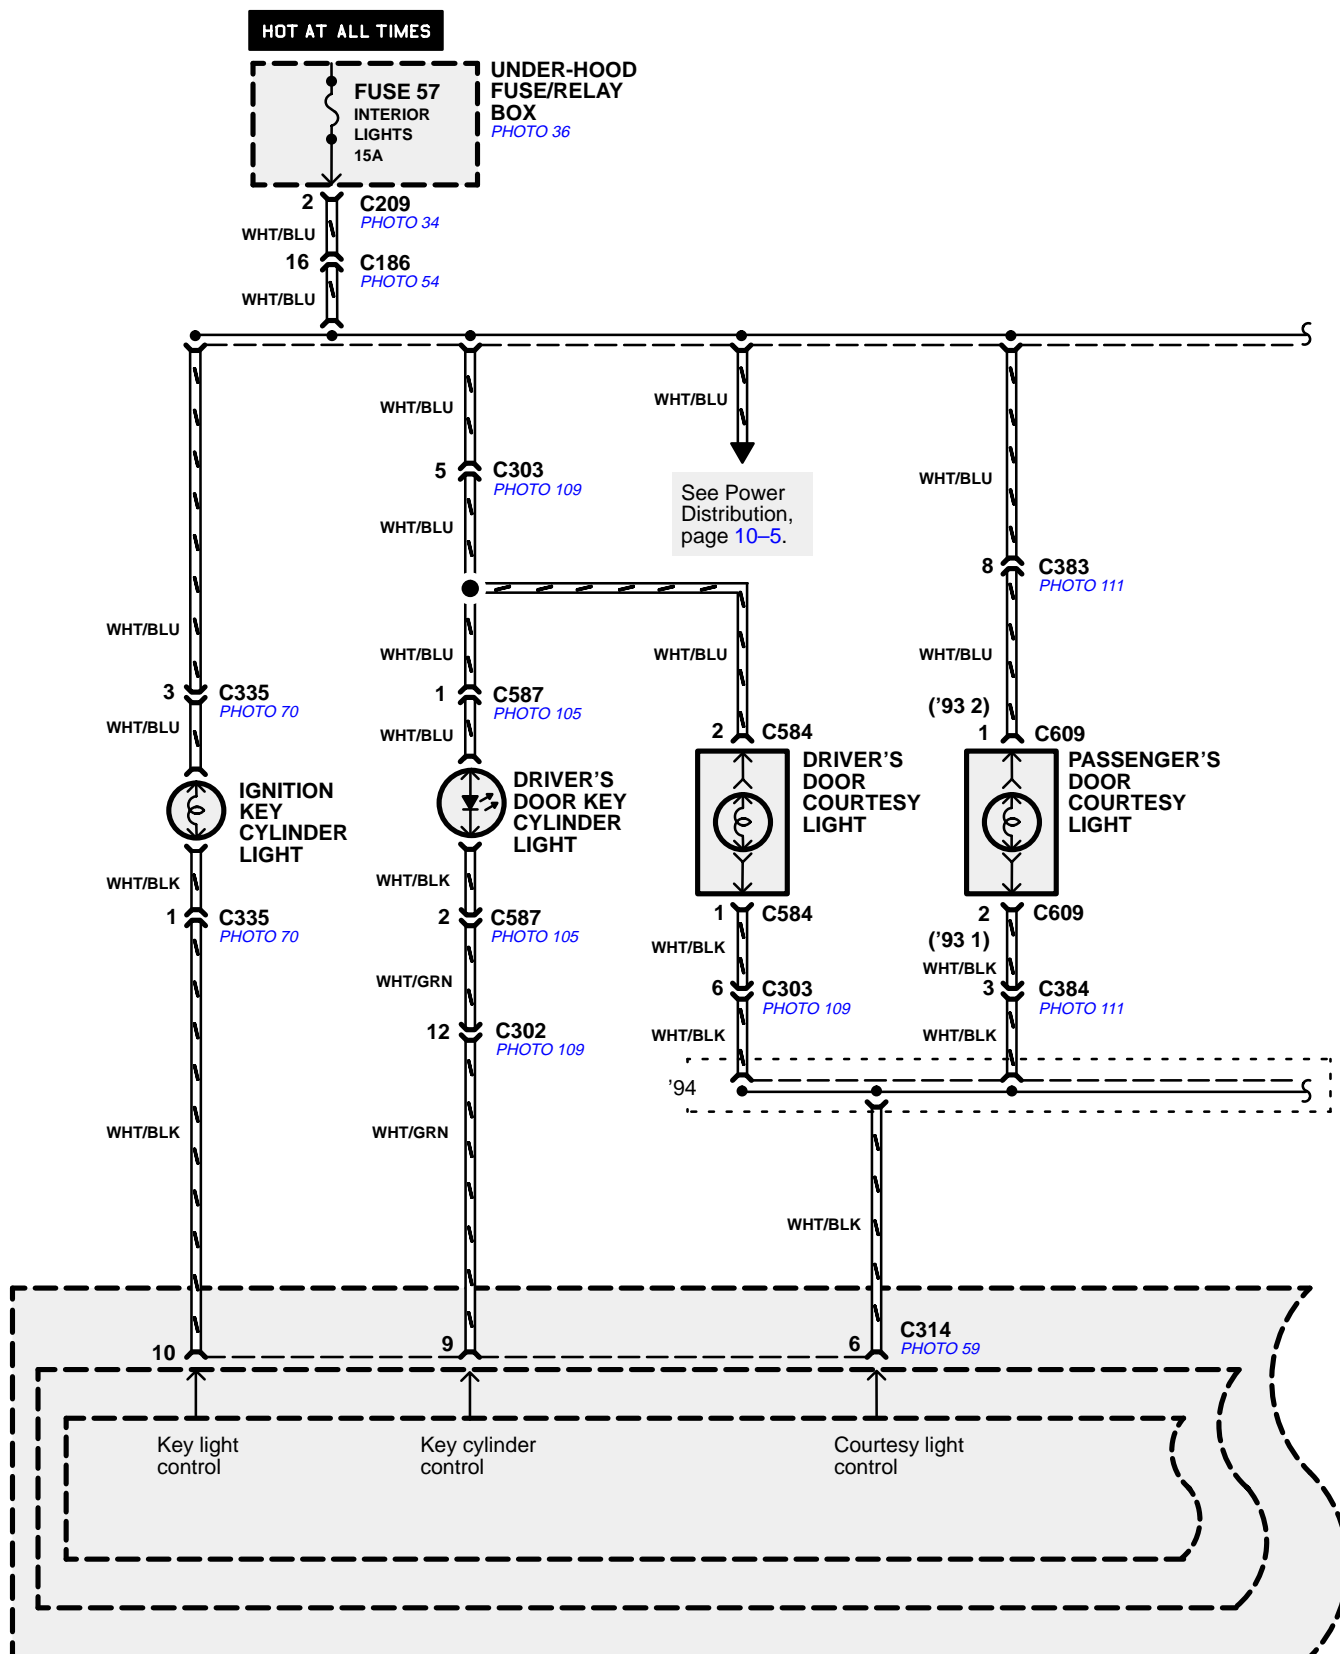 HOT AT ALL TIMES
FUSE 57
INTERIOR
LIGHTS
15A
UNDER-HOOD
FUSE/RELAY
BOX
PHOTO 36
2
C209
PHOTO 34
WHT/BLU
16
C186
PHOTO 54
WHT/BLU
WHT/BLU
5
C303
PHOTO 109
WHT/BLU
WHT/BLU
See Power
Distribution,
page 10–5.
WHT/BLU
8
C383
PHOTO 111
WHT/BLU
3
C335
PHOTO 70
WHT/BLU
WHT/BLU
1
C587
PHOTO 105
WHT/BLU
WHT/BLU
2
C584
WHT/BLU
('93 2)
1
C609
IGNITION
KEY
CYLINDER
LIGHT
DRIVER'S
DOOR KEY
CYLINDER
LIGHT
DRIVER'S
DOOR
COURTESY
LIGHT
PASSENGER'S
DOOR
COURTESY
LIGHT
WHT/BLK
1
C335
PHOTO 70
WHT/BLK
2
C587
PHOTO 105
WHT/GRN
12
C302
PHOTO 109
1
C584
WHT/BLK
6
C303
PHOTO 109
WHT/BLK
2
C609
('93 1)
WHT/BLK
3
C384
PHOTO 111
WHT/BLK
'94
WHT/BLK
WHT/GRN
WHT/BLK
10
9
6
C314
PHOTO 59
Key light
control
Key cylinder
control
Courtesy light
control